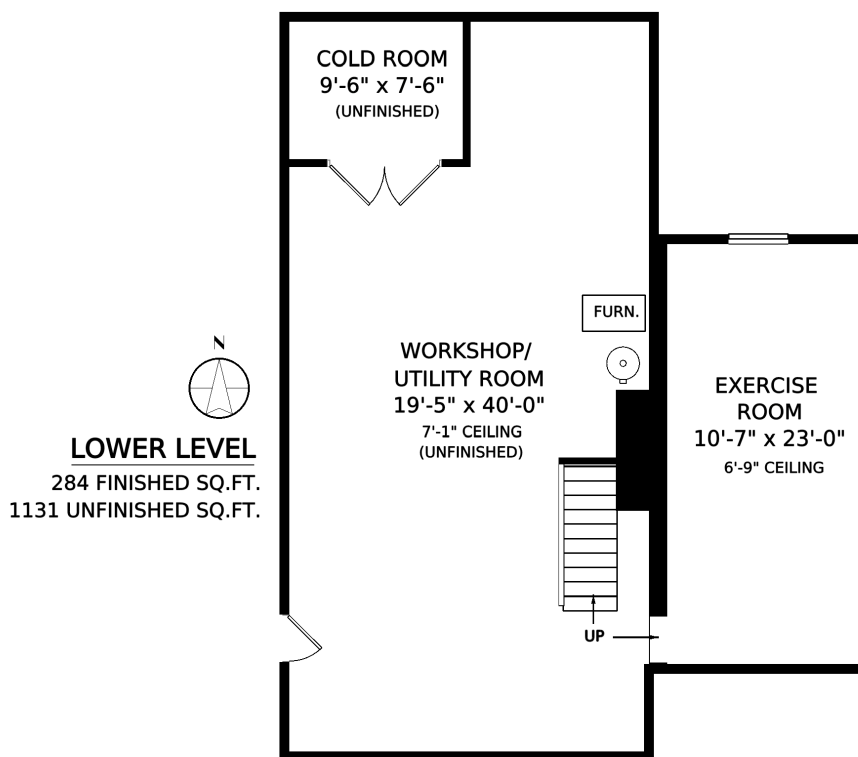 COLD ROOM
9'-6" x 7'-6"
(UNFINISHED)
FURN.
N
WORKSHOP/
UTILITY ROOM
19'-5" x 40'-0"
7'-1" CEILING
(UNFINISHED)
EXERCISE
ROOM
10'-7" x 23'-0"
6'-9" CEILING
LOWER LEVEL
284 FINISHED SQ.FT.
1131 UNFINISHED SQ.FT.
UP